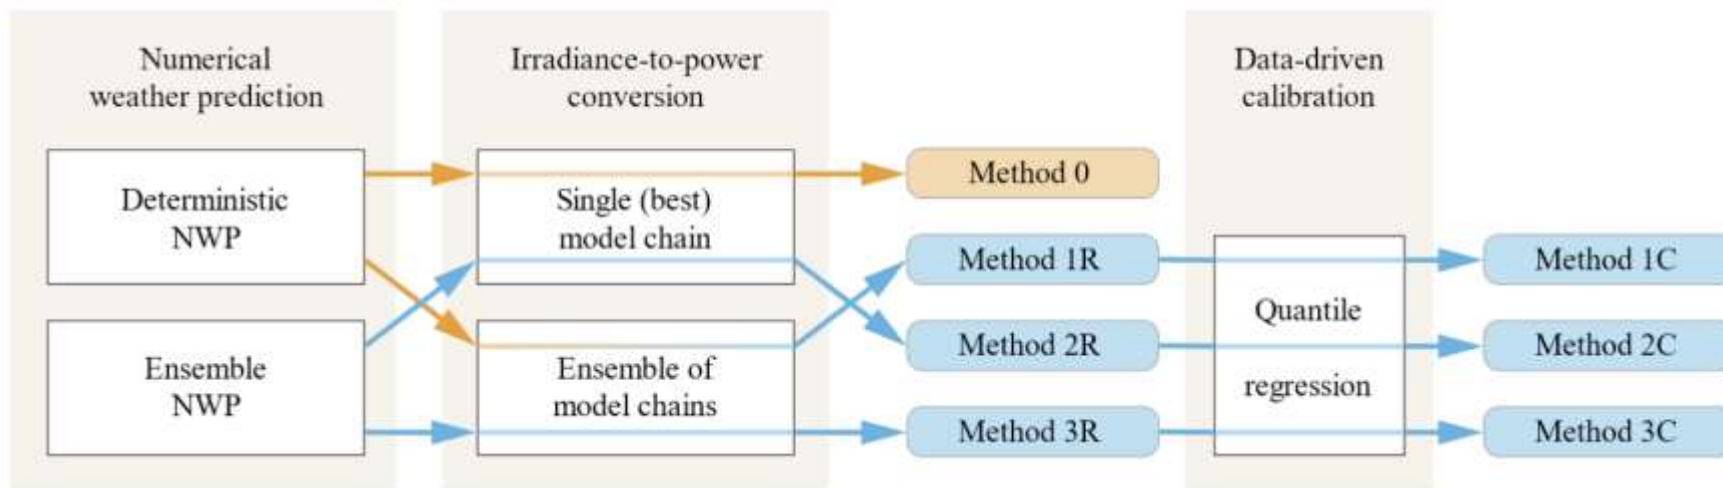 Numerical
weather prediction
Irradiance-to-power
conversion
Data-driven
calibration
Deterministic
NWP
Single (best)
model chain
Method 0
Method 1R
Method 1C
Quantile
Ensemble
NWP
Ensemble of
model chains
Method 2R
Method 2C
regression
Method 3R
Method 3C